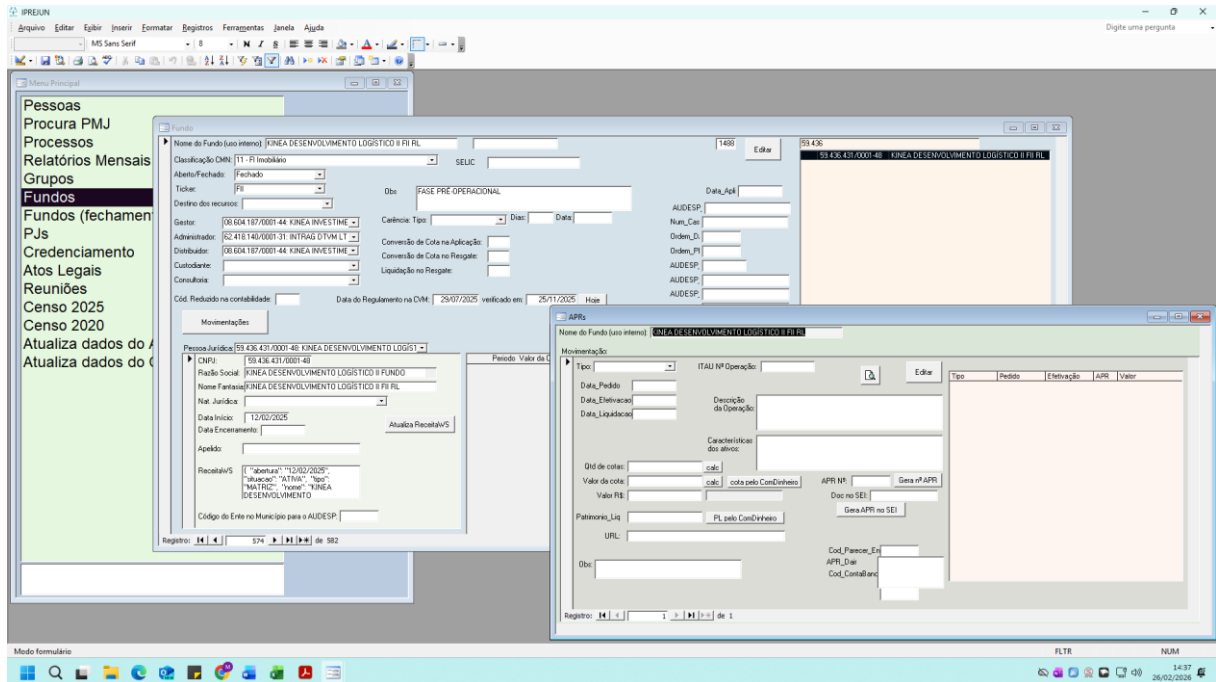 IPREJUN
Arquivo Editar Exibir Inserir Formatar Registros Ferramentas Janela Ajuda Digite uma pergunta
MS Sans Serif 8 N I S
Menu Principal
Pessoas
Procura PMJ
Processos
Relatórios Mensais
Grupos
Fundos
Fundos (fechamen
PJs
Credenciamento
Atos Legais
Reuniões
Censo 2025
Censo 2020
Atualiza dados do A
Atualiza dados do C
Fundo
Nome do Fundo (uso interno): KINEA DESENVOLVIMENTO LOGÍSTICO II FII RL 1488 Editar 59.436
Classificação CMN: 11 - FI Imobiliário SELIC 59.436.431/0001-48 KINEA DESENVOLVIMENTO LOGÍSTICO II FII RL
Aberto/Fechado: Fechado
Ticker: FII Obs FASE PRÉ-OPERACIONAL Data_Apli
Destino dos recursos: AUDESP_
Gestor: 08.604.187/0001-44: KINEA INVESTIME Carência: Tipo: Dias: Data: Num_Cas
Administrador: 62.418.140/0001-31: INTRAG DTVM LT Conversão de Cota na Aplicação: Ordem_D.
Distribuidor: 08.604.187/0001-44: KINEA INVESTIME Conversão de Cota no Resgate: Ordem_Pl
Custodiante: Liquidação no Resgate: AUDESP_
Consultoria: AUDESP_
Cód. Reduzido na contabilidade: Data do Regulamento na CVM: 29/07/2025 verificado em: 25/11/2025 Hoje AUDESP_
Movimentações
Pessoa Jurídica: 59.436.431/0001-48: KINEA DESENVOLVIMENTO LOGÍST
CNPJ: 59.436.431/0001-48 Periodo Valor da C
Razão Social: KINEA DESENVOLVIMENTO LOGÍSTICO II FUNDO
Nome Fantasia: KINEA DESENVOLVIMENTO LOGÍSTICO II FII RL
Nat. Jurídica:
Data Início: 12/02/2025
Data Encerramento: Atualiza ReceitaWS
Apelido:
ReceitaWS { "abertura": "12/02/2025",
"situacao": "ATIVA", "tipo":
"MATRIZ", "nome": "KINEA
DESENVOLVIMENTO
Código do Ente no Município para o AUDESP:
Registro: 574 de 582
APRs
Nome do Fundo (uso interno): KINEA DESENVOLVIMENTO LOGÍSTICO II FII RL
Movimentação:
Tipo: ITAU Nº Operação: Editar Tipo Pedido Efetivação APR Valor
Data_Pedido
Data_Efetivacao Descrição
Data_Liquidacao da Operação:
Características
dos ativos:
Qtd de cotas: calc
Valor da cota: calc cota pelo ComDinheiro APR Nº: Gera nº APR
Valor R$: Doc no SEI:
Gera APR no SEI
Patrimonio_Liq PL pelo ComDinheiro
URL:
Cod_Parecer_En
Obs: APR_Dair
Cod_ContaBanc
Registro: 1 de 1
Modo formulário FLTR NUM
14:37
26/02/2026